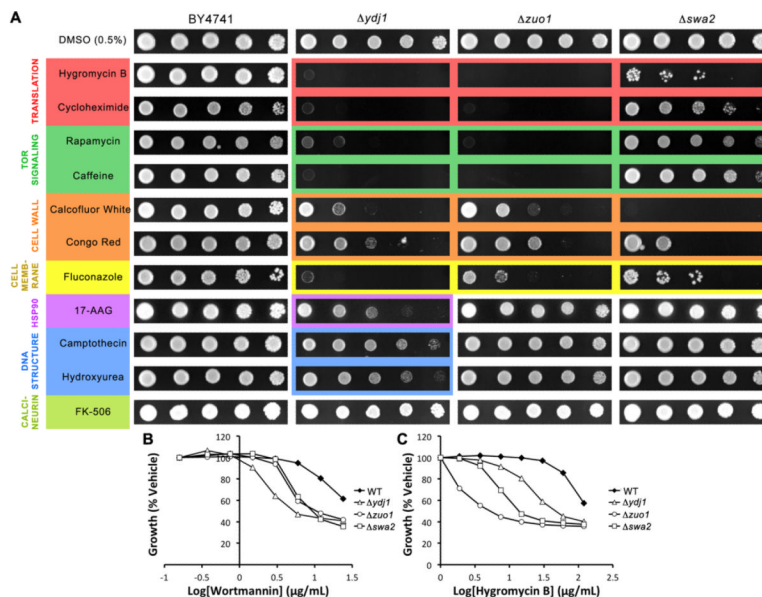 A
BY4741 Δydj1 Δzuo1 Δswa2
DMSO (0.5%)
TRANSLATION
Hygromycin B
Cycloheximide
TOR
SIGNALING
Rapamycin
Caffeine
CELL WALL
Calcofluor White
Congo Red
CELL
MEMB-
RANE
Fluconazole
HSP90
17-AAG
DNA
STRUCTURE
Camptothecin
Hydroxyurea
CALCI-
NEURIN
FK-506
B
Growth (% Vehicle)
120
100
80
60
40
20
0
-1 -0.5 0 0.5 1 1.5
Log[Wortmannin] (μg/mL)
WT
Δydj1
Δzuo1
Δswa2
C
Growth (% Vehicle)
120
100
80
60
40
20
0
0 0.5 1 1.5 2 2.5
Log[Hygromycin B] (μg/mL)
WT
Δydj1
Δzuo1
Δswa2